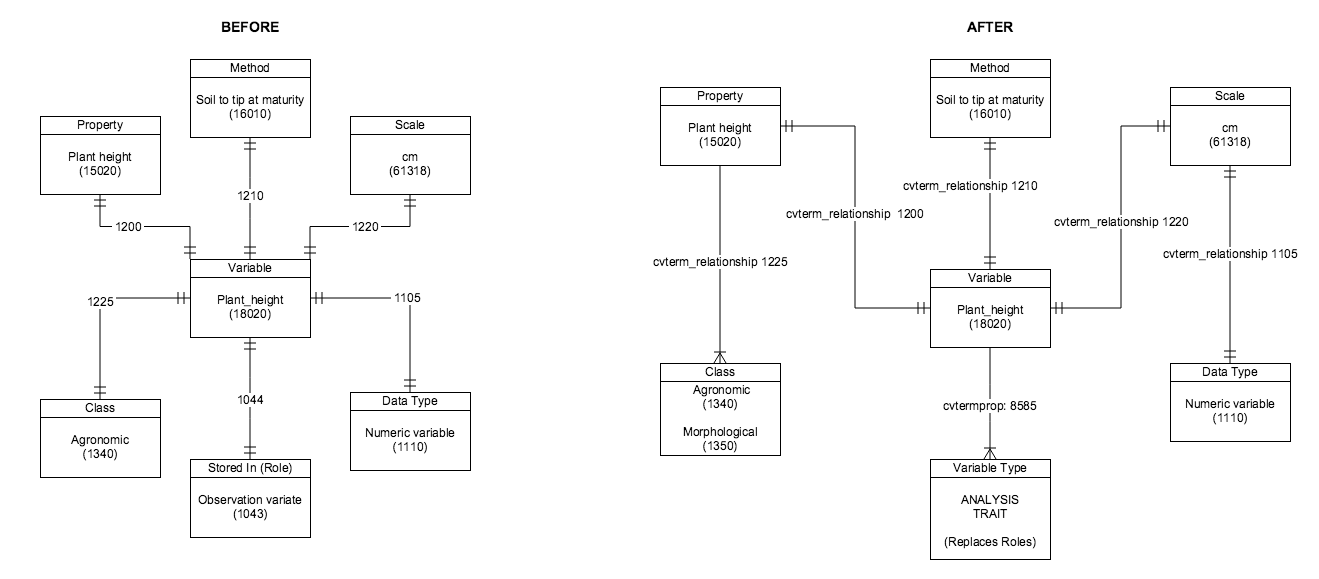 BEFORE
Method
Soil to tip at maturity
(16010)
Property
Plant height
(15020)
Scale
cm
(61318)
1210
1200
1220
Variable
Plant_height
(18020)
1225
1105
1044
Class
Agronomic
(1340)
Data Type
Numeric variable
(1110)
Stored In (Role)
Observation variate
(1043)
AFTER
Property
Plant height
(15020)
Method
Soil to tip at maturity
(16010)
Scale
cm
(61318)
cvterm_relationship 1210
cvterm_relationship 1200
cvterm_relationship 1220
cvterm_relationship 1225
cvterm_relationship 1105
Variable
Plant_height
(18020)
Class
Agronomic
(1340)
Morphological
(1350)
cvtermprop: 8585
Data Type
Numeric variable
(1110)
Variable Type
ANALYSIS
TRAIT
(Replaces Roles)